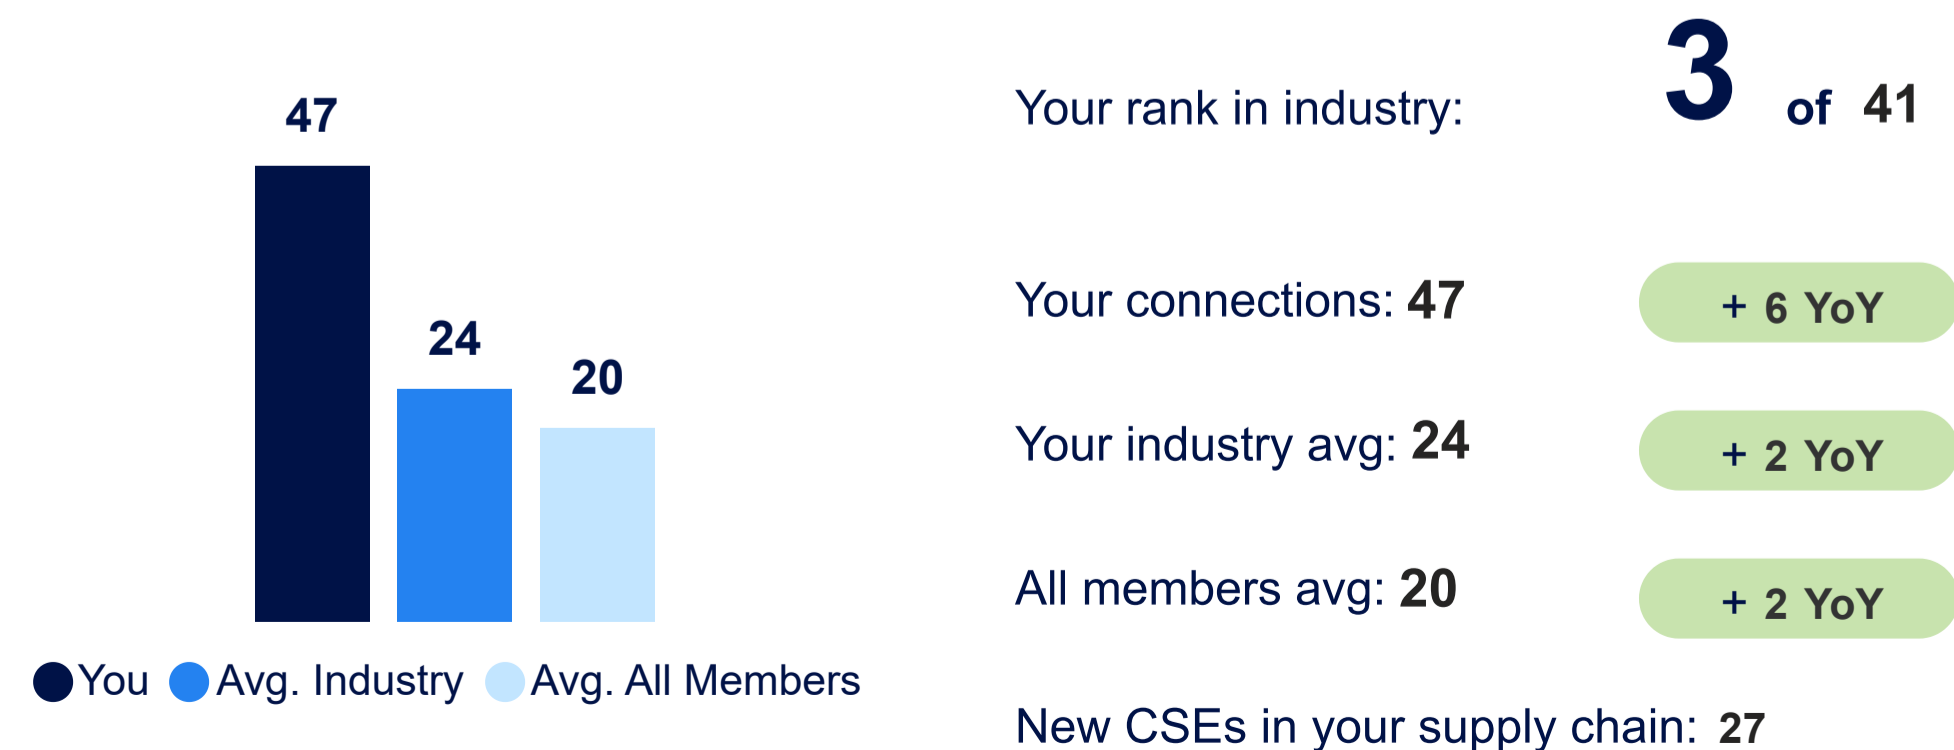 47
24
20
You Avg. Industry Avg. All Members
Your rank in industry: 3 of 41
Your connections: 47 + 6 YoY
Your industry avg: 24 + 2 YoY
All members avg: 20 + 2 YoY
New CSEs in your supply chain: 27